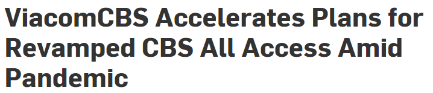 ViacomCBS Accelerates Plans for
Revamped CBS All Access Amid
Pandemic